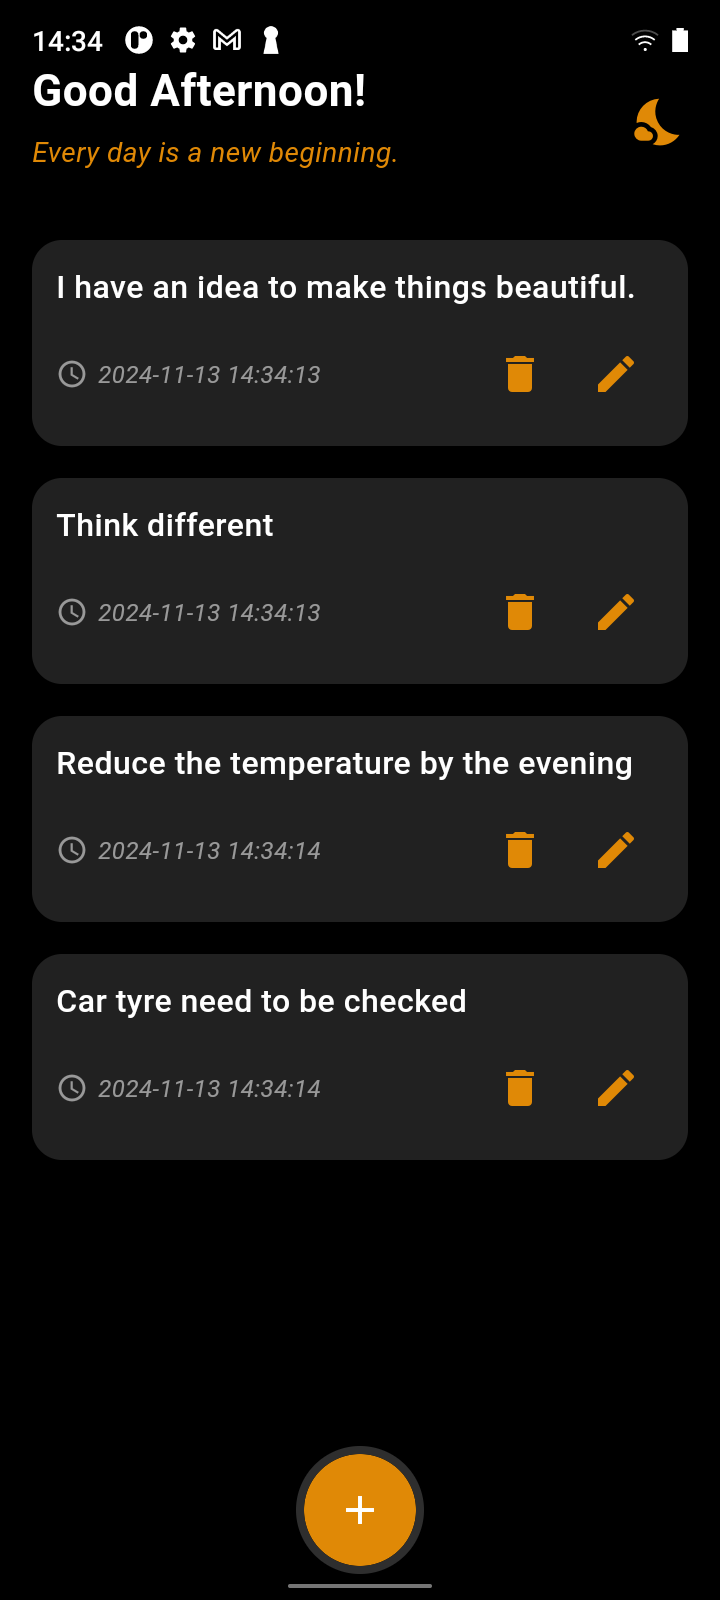 14:34
Good Afternoon!
Every day is a new beginning.
I have an idea to make things beautiful.
2024-11-13 14:34:13
Think different
2024-11-13 14:34:13
Reduce the temperature by the evening
2024-11-13 14:34:14
Car tyre need to be checked
2024-11-13 14:34:14